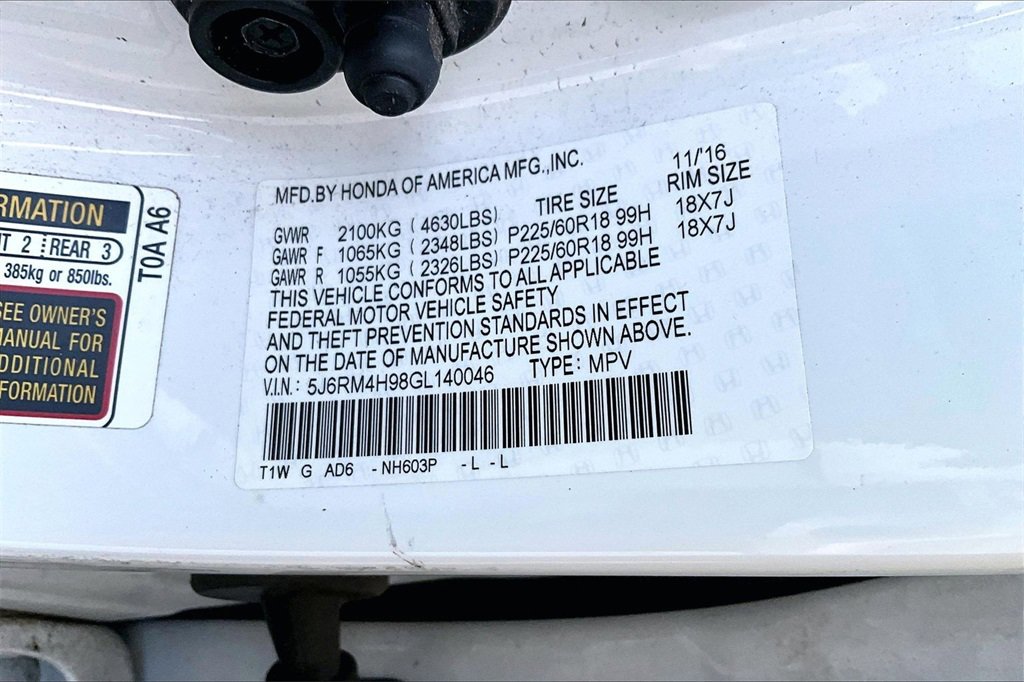 RMATION
T 2 REAR 3
385kg or 850lbs.
SEE OWNER'S
MANUAL FOR
ADDITIONAL
NFORMATION
T0A A6
MFD.BY HONDA OF AMERICA MFG.,INC. 11/'16
TIRE SIZE RIM SIZE
GVWR 2100KG ( 4630LBS)
GAWR F 1065KG ( 2348LBS) P225/60R18 99H 18X7J
GAWR R 1055KG ( 2326LBS) P225/60R18 99H 18X7J
THIS VEHICLE CONFORMS TO ALL APPLICABLE
FEDERAL MOTOR VEHICLE SAFETY
AND THEFT PREVENTION STANDARDS IN EFFECT
ON THE DATE OF MANUFACTURE SHOWN ABOVE.
V.I.N.: 5J6RM4H98GL140046 TYPE: MPV
T1W G AD6 -NH603P -L -L